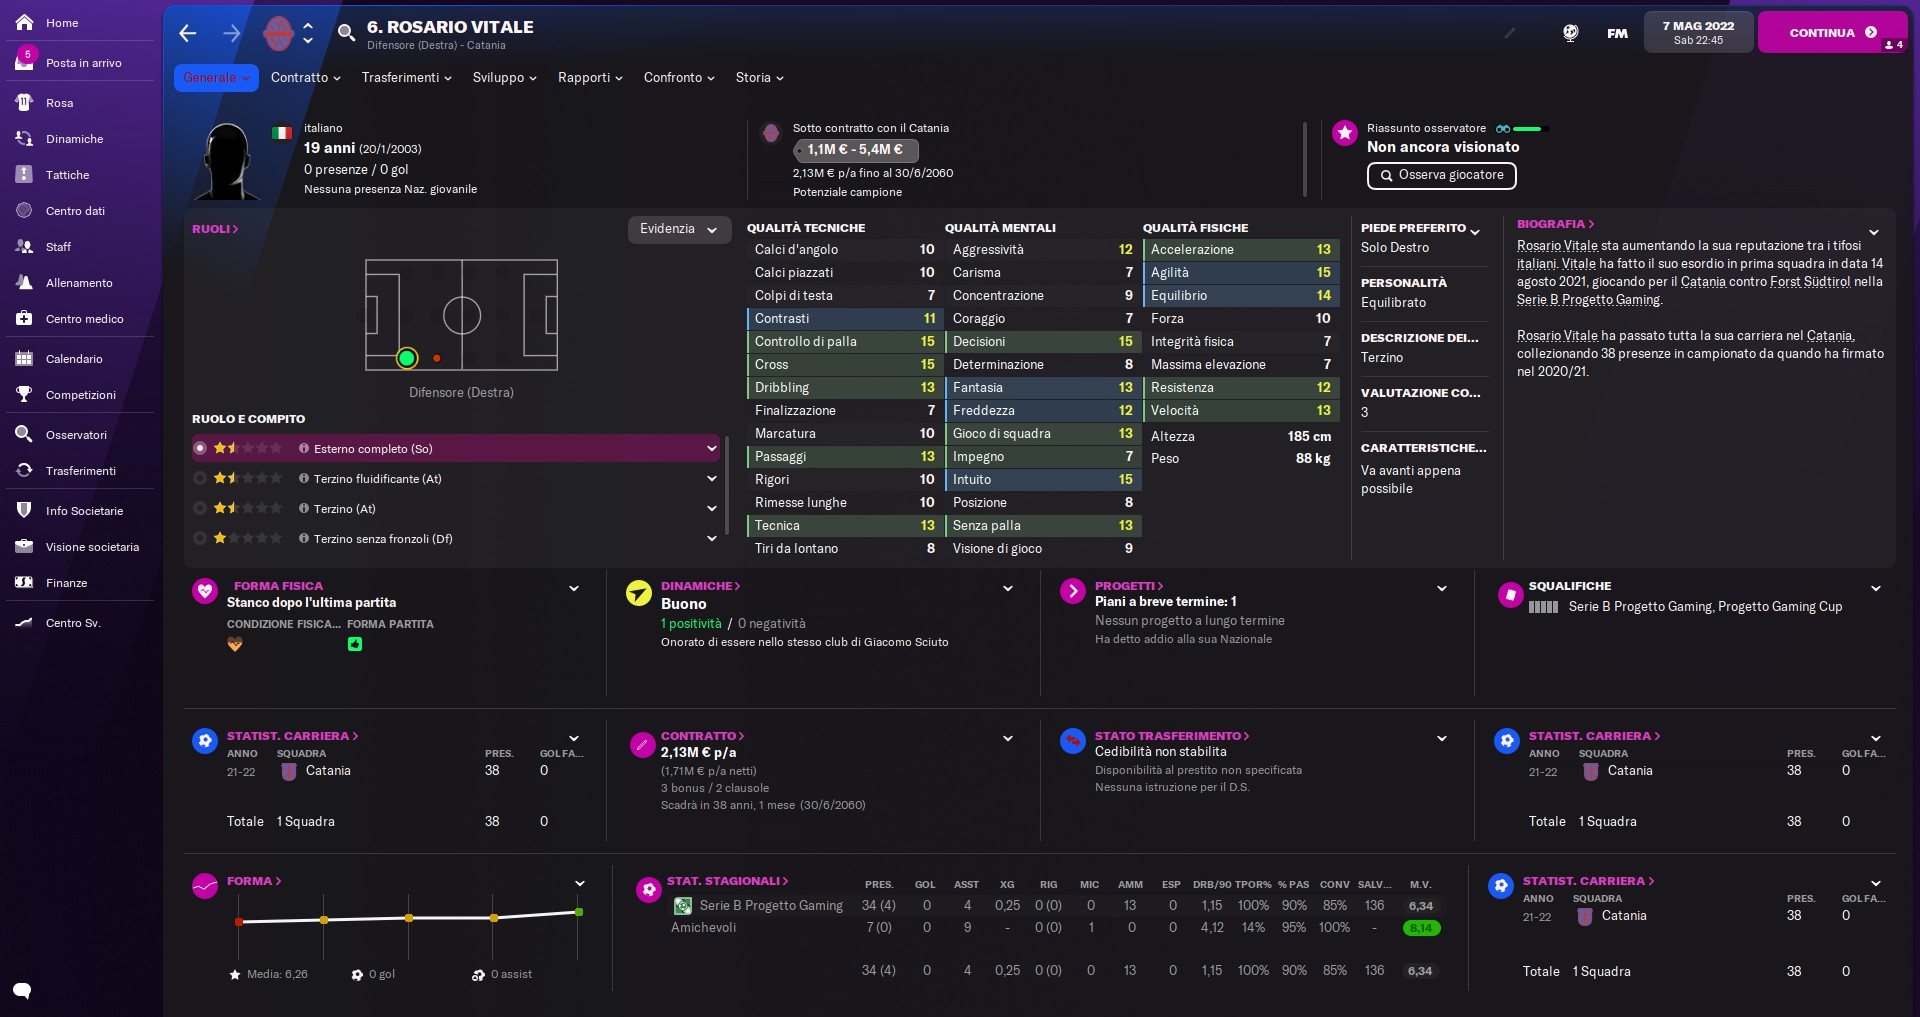 Home
5
Posta in arrivo
Rosa
Dinamiche
Tattiche
Centro dati
Staff
Allenamento
Centro medico
Calendario
Competizioni
Osservatori
Trasferimenti
Info Societarie
Visione societaria
Finanze
Centro Sv.
6. ROSARIO VITALE
Difensore (Destra) - Catania
FM
7 MAG 2022
Sab 22:45
CONTINUA
4
Generale
Contratto
Trasferimenti
Sviluppo
Rapporti
Confronto
Storia
italiano
19 anni (20/1/2003)
0 presenze / 0 gol
Nessuna presenza Naz. giovanile
Sotto contratto con il Catania
1,1M € - 5,4M €
2,13M € p/a fino al 30/6/2060
Potenziale campione
Riassunto osservatore
Non ancora visionato
Osserva giocatore
RUOLI >
Evidenzia
Difensore (Destra)
RUOLO E COMPITO
Esterno completo (So)
Terzino fluidificante (At)
Terzino (At)
Terzino senza fronzoli (Df)
QUALITÀ TECNICHE
Calci d'angolo 10
Calci piazzati 10
Colpi di testa 7
Contrasti 11
Controllo di palla 15
Cross 15
Dribbling 13
Finalizzazione 7
Marcatura 10
Passaggi 13
Rigori 10
Rimesse lunghe 10
Tecnica 13
Tiri da lontano 8
QUALITÀ MENTALI
Aggressività 12
Carisma 7
Concentrazione 9
Coraggio 7
Decisioni 15
Determinazione 8
Fantasia 13
Freddezza 12
Gioco di squadra 13
Impegno 7
Intuito 15
Posizione 8
Senza palla 13
Visione di gioco 9
QUALITÀ FISICHE
Accelerazione 13
Agilità 15
Equilibrio 14
Forza 10
Integrità fisica 7
Massima elevazione 7
Resistenza 12
Velocità 13
Altezza 185 cm
Peso 88 kg
PIEDE PREFERITO
Solo Destro
PERSONALITÀ
Equilibrato
DESCRIZIONE DEI...
Terzino
VALUTAZIONE CO...
3
CARATTERISTICHE...
Va avanti appena
possibile
BIOGRAFIA >
Rosario Vitale sta aumentando la sua reputazione tra i tifosi
italiani. Vitale ha fatto il suo esordio in prima squadra in data 14
agosto 2021, giocando per il Catania contro Forst Südtirol nella
Serie B Progetto Gaming.
Rosario Vitale ha passato tutta la sua carriera nel Catania,
collezionando 38 presenze in campionato da quando ha firmato
nel 2020/21.
FORMA FISICA
Stanco dopo l'ultima partita
CONDIZIONE FISICA... FORMA PARTITA
DINAMICHE >
Buono
1 positività / 0 negatività
Onorato di essere nello stesso club di Giacomo Sciuto
PROGETTI >
Piani a breve termine: 1
Nessun progetto a lungo termine
Ha detto addio alla sua Nazionale
SQUALIFICHE
Serie B Progetto Gaming, Progetto Gaming Cup
STATIST. CARRIERA >
ANNO SQUADRA PRES. GOL FA...
21-22 Catania 38 0
Totale 1 Squadra 38 0
CONTRATTO >
2,13M € p/a
(1,71M € p/a netti)
3 bonus / 2 clausole
Scadrà in 38 anni, 1 mese (30/6/2060)
STATO TRASFERIMENTO >
Cedibilità non stabilita
Disponibilità al prestito non specificata
Nessuna istruzione per il D.S.
STATIST. CARRIERA >
ANNO SQUADRA PRES. GOL FA...
21-22 Catania 38 0
Totale 1 Squadra 38 0
FORMA >
Media: 6,26
0 gol
0 assist
STAT. STAGIONALI >
PRES. GOL ASST XG RIG MIC AMM ESP DRB/90 TPOR% % PAS CONV SALV... M.V.
Serie B Progetto Gaming 34 (4) 0 4 0,25 0 (0) 0 13 0 1,15 100% 90% 85% 136 6,34
Amichevoli 7 (0) 0 9 - 0 (0) 1 0 0 4,12 14% 95% 100% - 8,14
34 (4) 0 4 0,25 0 (0) 0 13 0 1,15 100% 90% 85% 136 6,34
STATIST. CARRIERA >
ANNO SQUADRA PRES. GOL FA...
21-22 Catania 38 0
Totale 1 Squadra 38 0